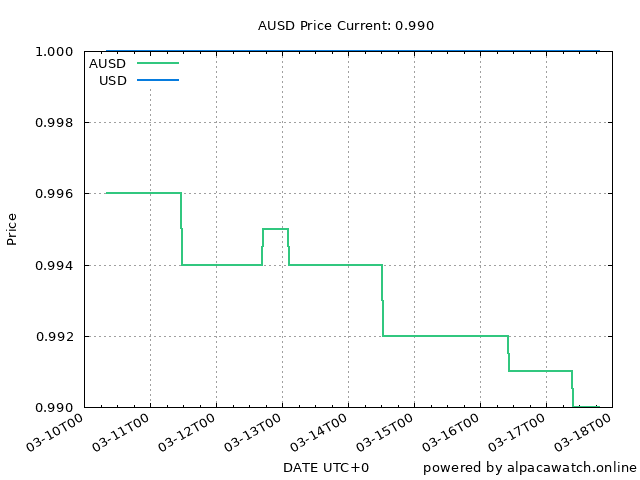 AUSD Price Current: 0.990
1.000
AUSD
USD
0.998
0.996
Price
0.994
0.992
0.990
03-10T00 03-11T00 03-12T00 03-13T00 03-14T00 03-15T00 03-16T00 03-17T00 03-18T00
DATE UTC+0
powered by alpacawatch.online